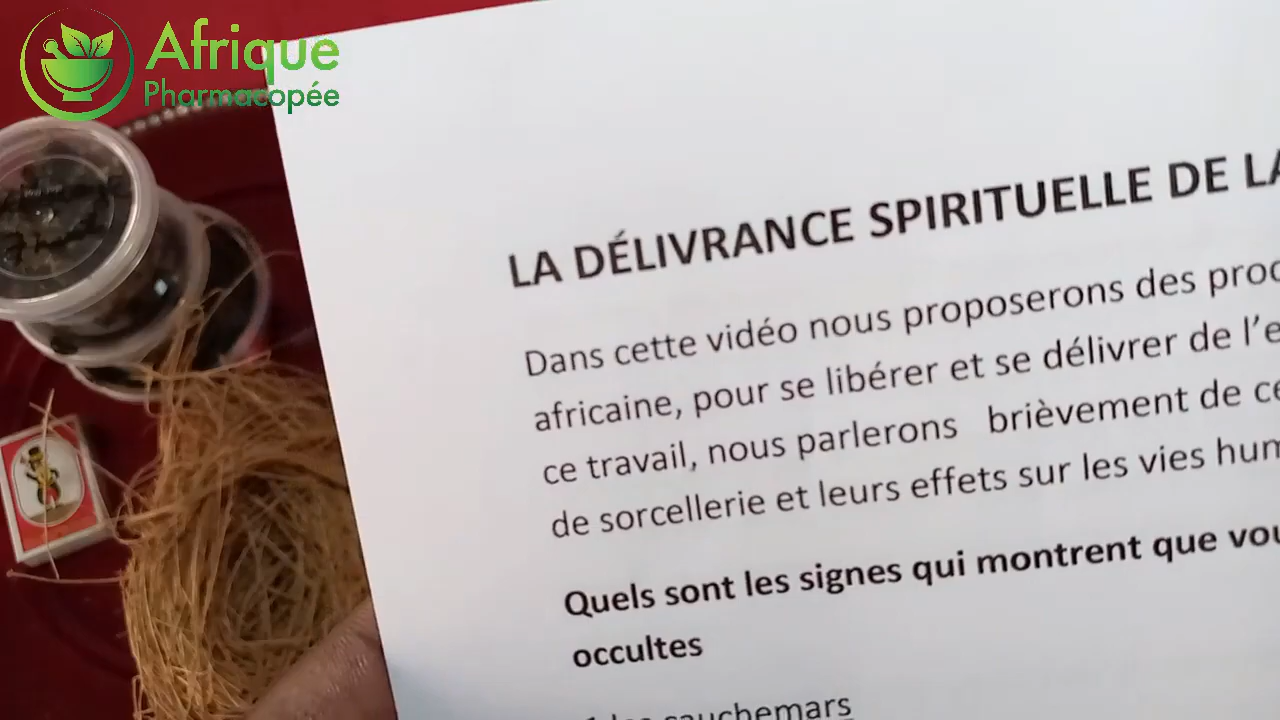 Afrique
Pharmacopée
LA DÉLIVRANCE SPIRITUELLE DE
Dans cette vidéo nous proposerons des
africaine, pour se libérer et se délivrer de
ce travail, nous parlerons brièvement de
de sorcellerie et leurs effets sur les vies
Quels sont les signes qui montrent que
occultes
cauchemars